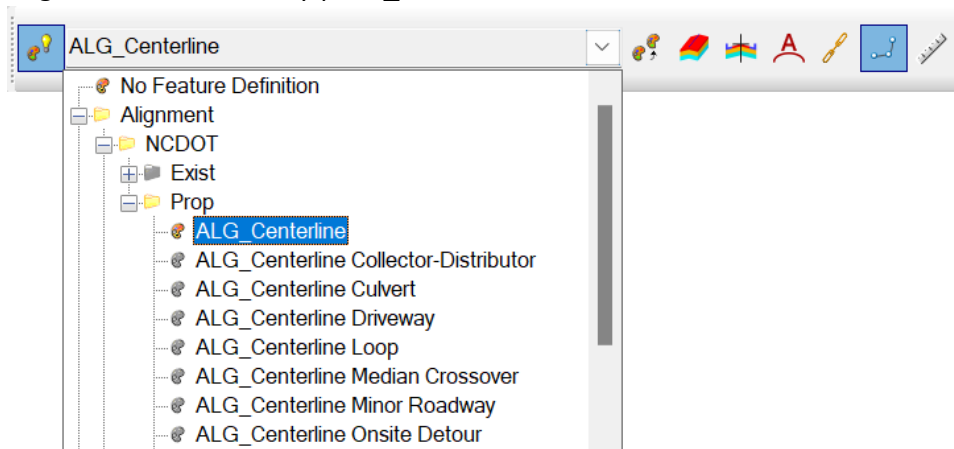 ALG_Centerline
A
No Feature Definition
Alignment
NCDOT
Exist
Prop
ALG_Centerline
ALG_Centerline Collector-Distributor
ALG_Centerline Culvert
ALG_Centerline Driveway
ALG_Centerline Loop
ALG_Centerline Median Crossover
ALG_Centerline Minor Roadway
ALG_Centerline Onsite Detour